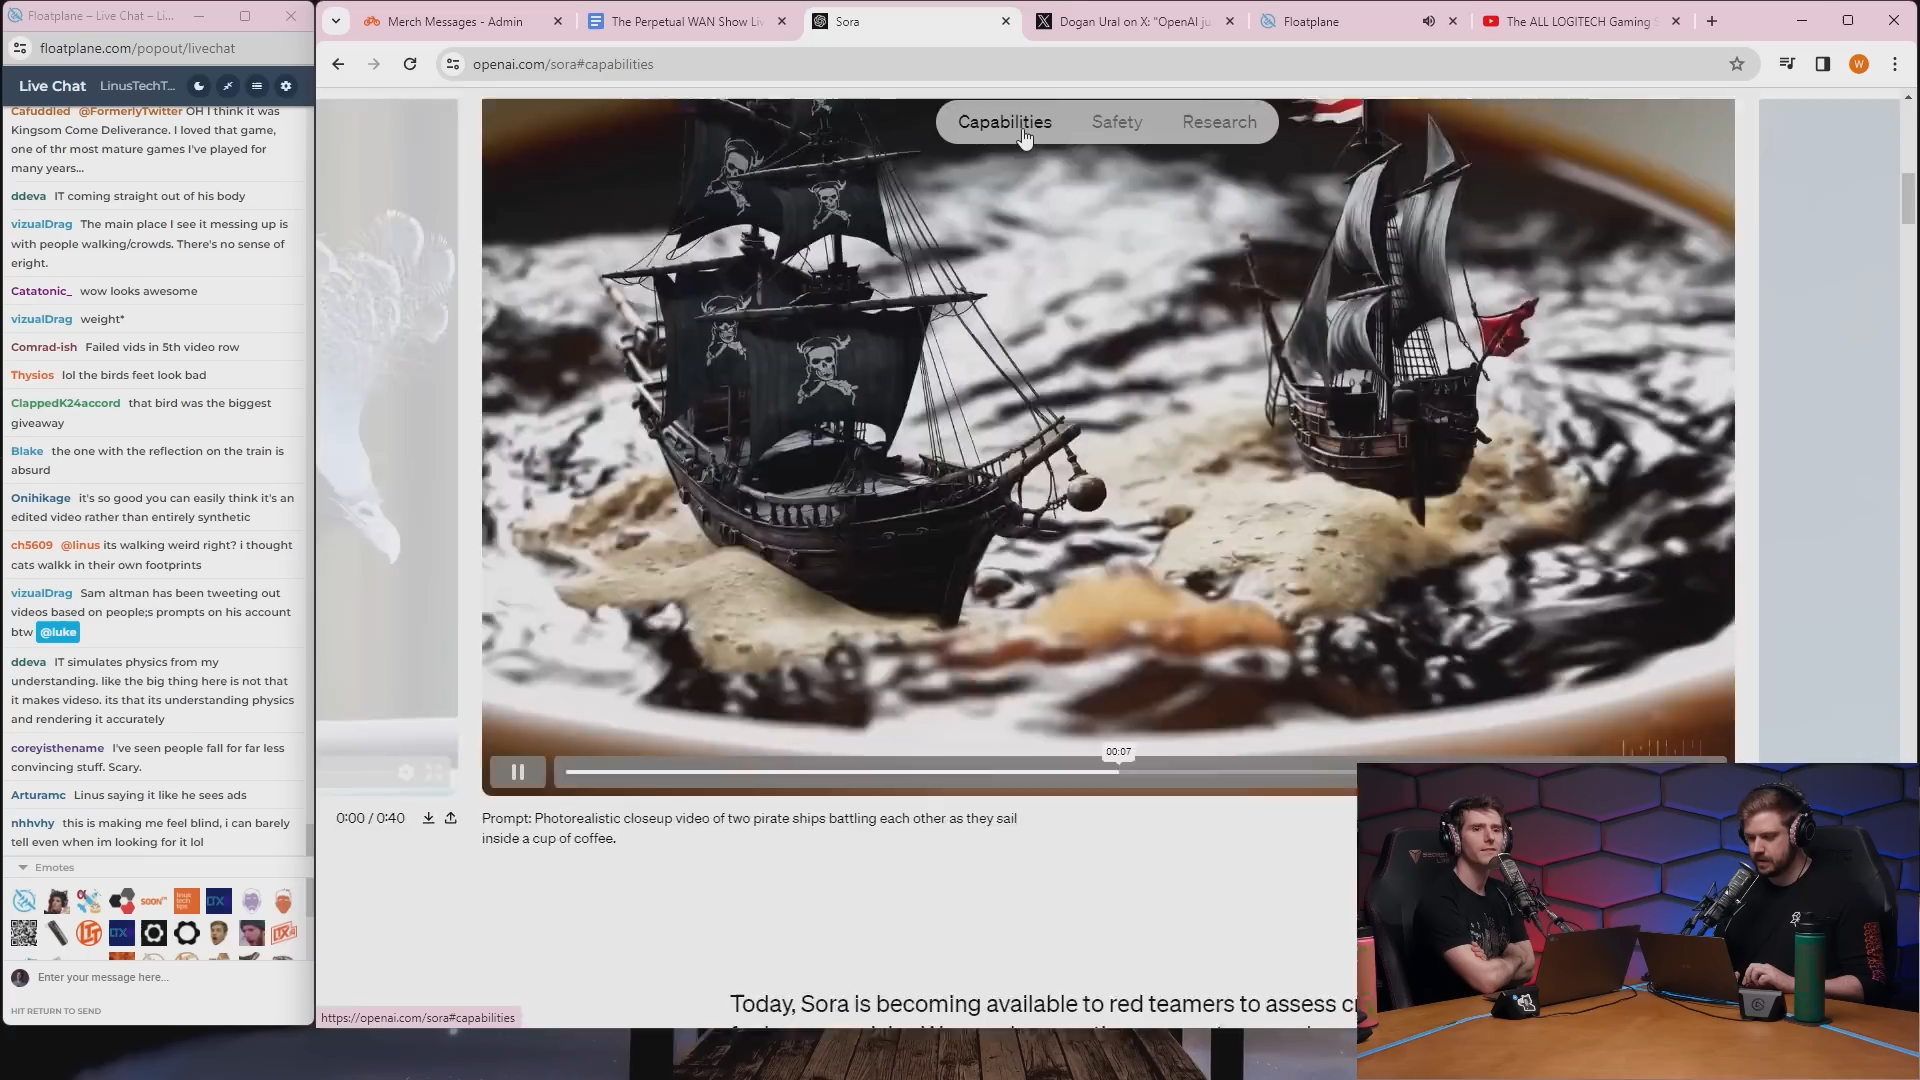 Floatplane – Live Chat – Li...
floatplane.com/popout/livechat
Live Chat LinusTechT...
Cafuddled @FormerlyTwitter OH I think it was
Kingsom Come Deliverance. I loved that game,
one of thr most mature games I've played for
many years...
ddeva IT coming straight out of his body
vizualDrag The main place I see it messing up is
with people walking/crowds. There's no sense of
eright.
Catatonic_ wow looks awesome
vizualDrag weight*
Comrad-ish Failed vids in 5th video row
Thysios lol the birds feet look bad
ClappedK24accord that bird was the biggest
giveaway
Blake the one with the reflection on the train is
absurd
Onihikage it's so good you can easily think it's an
edited video rather than entirely synthetic
ch5609 @linus its walking weird right? i thought
cats walkk in their own footprints
vizualDrag Sam altman has been tweeting out
videos based on people;s prompts on his account
btw @luke
ddeva IT simulates physics from my
understanding. like the big thing here is not that
it makes videso. its that its understanding physics
and rendering it accurately
coreyisthename I've seen people fall for far less
convincing stuff. Scary.
Arturamc Linus saying it like he sees ads
nhhvhy this is making me feel blind, i can barely
tell even when im looking for it lol
Emotes
SOON
linus tech tips
LTX
LTX
Enter your message here...
HIT RETURN TO SEND
Merch Messages - Admin
The Perpetual WAN Show Liv
Sora
Dogan Ural on X: "OpenAI ju
Floatplane
The ALL LOGITECH Gaming S
openai.com/sora#capabilities
W
Capabilities Safety Research
00:07
0:00 / 0:40
Prompt: Photorealistic closeup video of two pirate ships battling each other as they sail
inside a cup of coffee.
Today, Sora is becoming available to red teamers to assess cr
https://openai.com/sora#capabilities